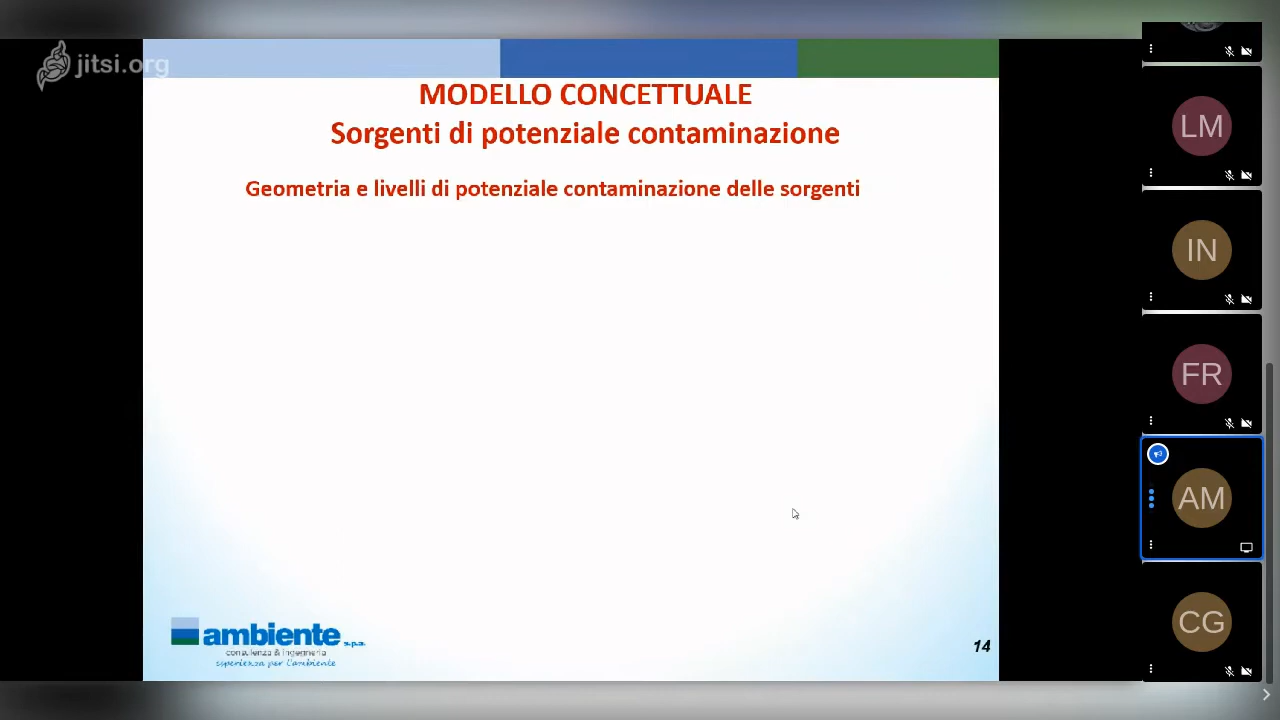 jitsi.org
MODELLO CONCETTUALE
Sorgenti di potenziale contaminazione
Geometria e livelli di potenziale contaminazione delle sorgenti
LM
IN
FR
AM
CG
ambiente s.p.a.
consulenza & ingegneria
esperienza per l'ambiente
14